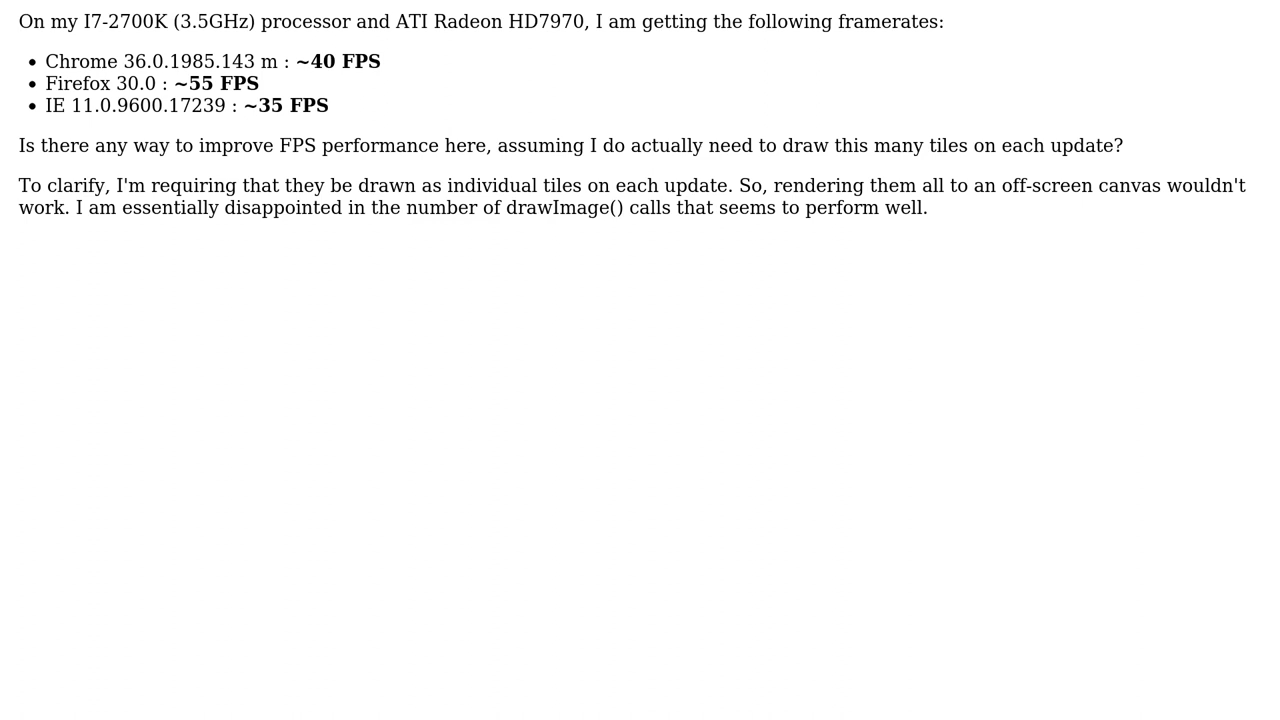 On my I7-2700K (3.5GHz) processor and ATI Radeon HD7970, I am getting the following framerates:
• Chrome 36.0.1985.143 m : ~40 FPS
• Firefox 30.0 : ~55 FPS
• IE 11.0.9600.17239 : ~35 FPS
Is there any way to improve FPS performance here, assuming I do actually need to draw this many tiles on each update?
To clarify, I'm requiring that they be drawn as individual tiles on each update. So, rendering them all to an off-screen canvas wouldn't
work. I am essentially disappointed in the number of drawImage() calls that seems to perform well.